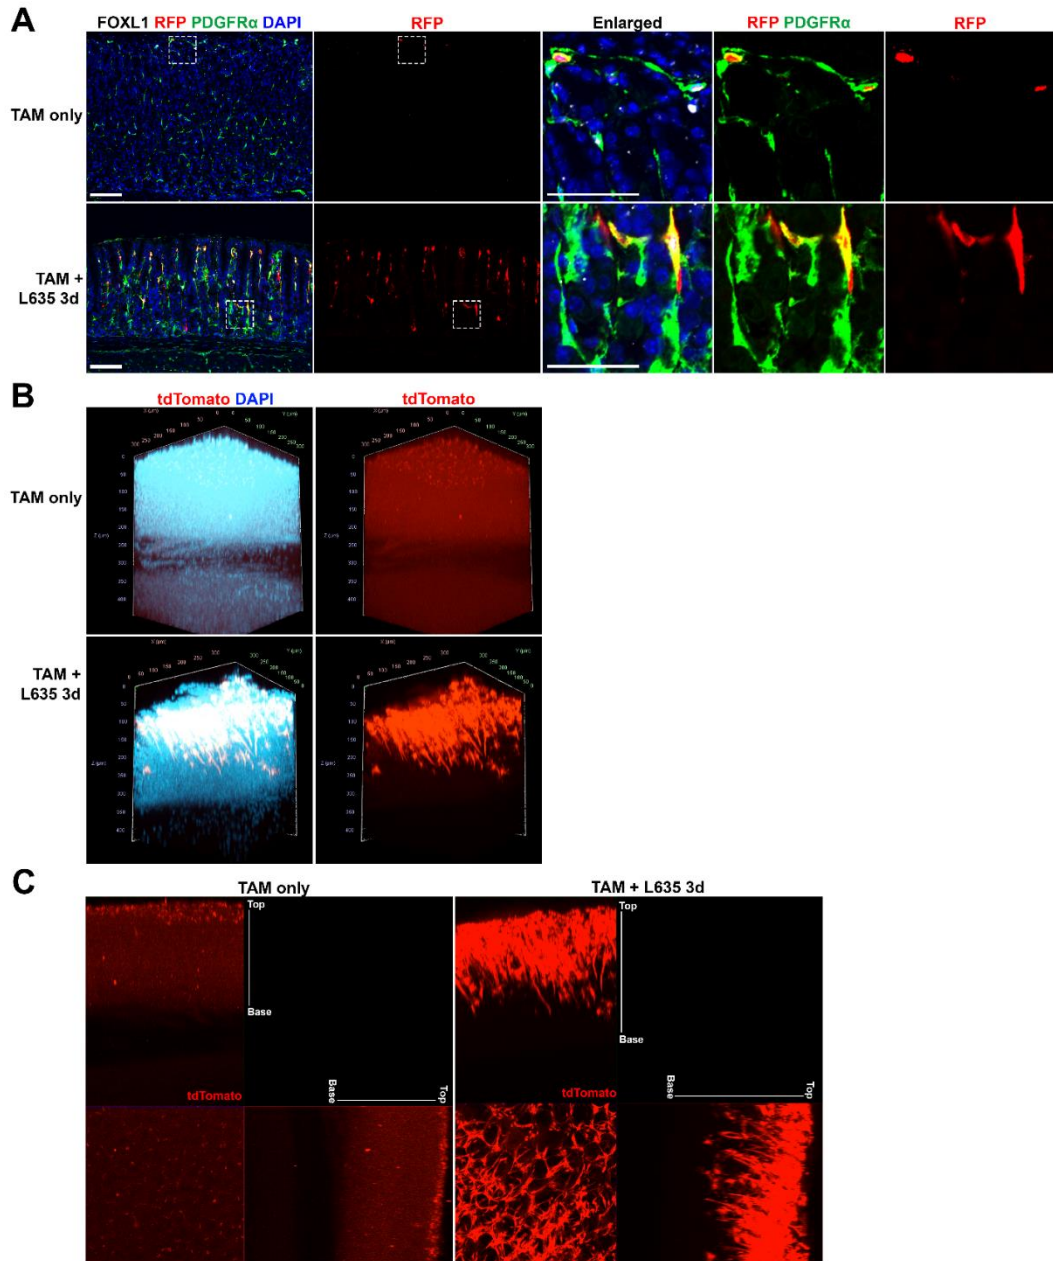 A
FOXL1 RFP PDGFRα DAPI
RFP
Enlarged
RFP PDGFRα
RFP
TAM only
TAM +
L635 3d
B
tdTomato DAPI
tdTomato
TAM only
TAM +
L635 3d
C
TAM only
TAM + L635 3d
Top
Base
tdTomato
Base
Top
Top
Base
tdTomato
Base
Top